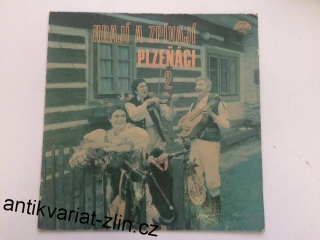 HRAJÍ A ZPÍVAJÍ
PLZEŇÁCI
2
antikvariat-zlin.cz